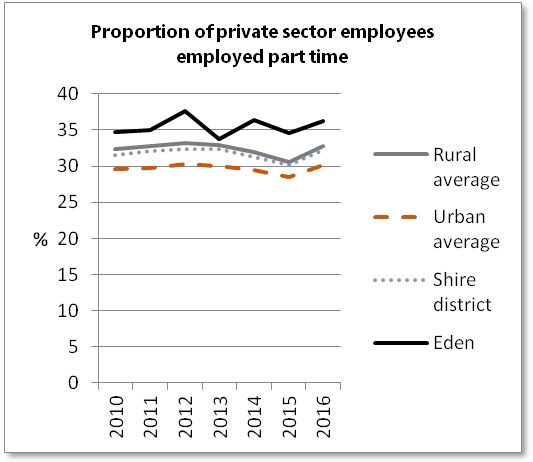 Proportion of private sector employees
employed part time
40
35
30
25
20
15
10
5
0
%
2010
2011
2012
2013
2014
2015
2016
Rural
average
Urban
average
Shire
district
Eden